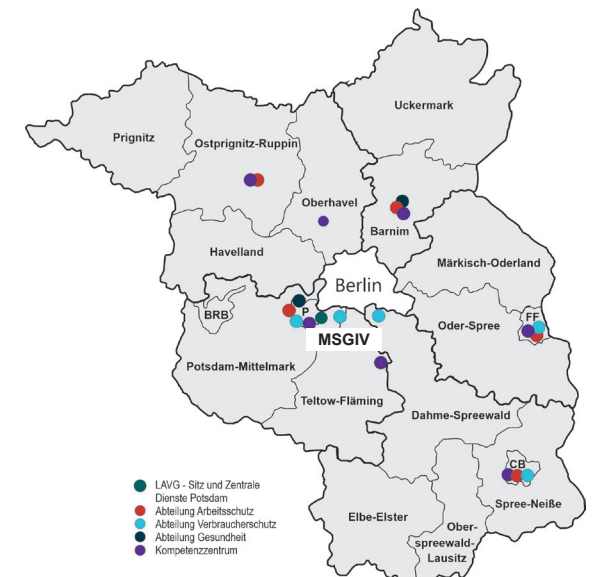 Uckermark
Prignitz
Ostprignitz-Ruppin
Oberhavel
Barnim
Havelland
Märkisch-Oderland
Berlin
BRB
P
FF
Oder-Spree
MSGIV
Potsdam-Mittelmark
Teltow-Fläming
Dahme-Spreewald
CB
Spree-Neiße
Elbe-Elster
Ober-
spreewald-
Lausitz
LAVG - Sitz und Zentrale
Dienste Potsdam
Abteilung Arbeitsschutz
Abteilung Verbraucherschutz
Abteilung Gesundheit
Kompetenzzentrum